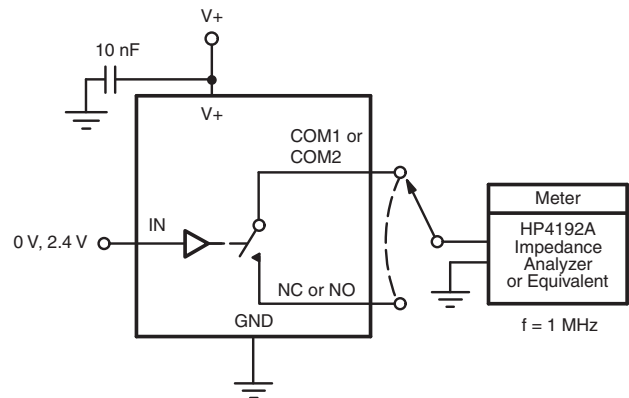 V+
10 nF
V+
COM1 or
COM2
IN
0 V, 2.4 V
NC or NO
GND
Meter
HP4192A
Impedance
Analyzer
or Equivalent
f = 1 MHz